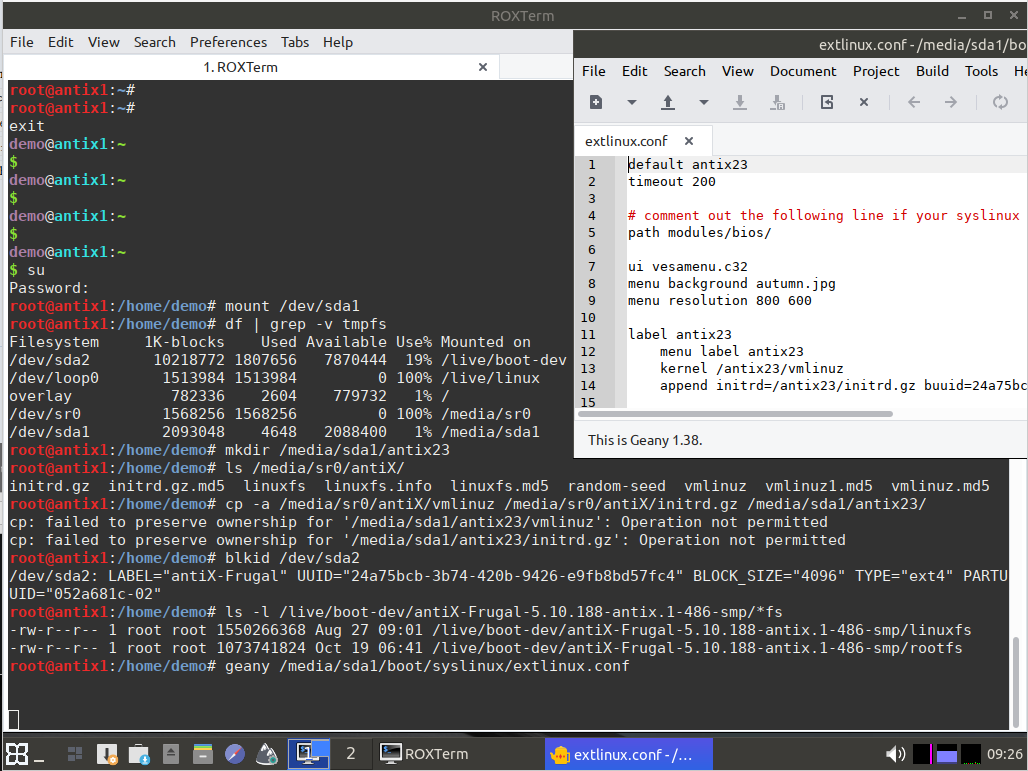 ROXTerm
File Edit View Search Preferences Tabs Help
1. ROXTerm
root@antix1:~#
root@antix1:~#
exit
demo@antix1:~
$
demo@antix1:~
$
demo@antix1:~
$
demo@antix1:~
$ su
Password:
root@antix1:/home/demo# mount /dev/sda1
root@antix1:/home/demo# df | grep -v tmpfs
Filesystem     1K-blocks    Used Available Use% Mounted on
/dev/sda2       10218772 1807656   7870444  19% /live/boot-dev
/dev/loop0       1513984 1513984         0 100% /live/linux
overlay           782336    2604    779732   1% /
/dev/sr0         1568256 1568256         0 100% /media/sr0
/dev/sda1        2093048    4648   2088400   1% /media/sda1
root@antix1:/home/demo# mkdir /media/sda1/antix23
root@antix1:/home/demo# ls /media/sr0/antiX/
initrd.gz  initrd.gz.md5  linuxfs  linuxfs.info  linuxfs.md5  random-seed  vmlinuz  vmlinuz1.md5  vmlinuz.md5
root@antix1:/home/demo# cp -a /media/sr0/antiX/vmlinuz /media/sr0/antiX/initrd.gz /media/sda1/antix23/
cp: failed to preserve ownership for '/media/sda1/antix23/vmlinuz': Operation not permitted
cp: failed to preserve ownership for '/media/sda1/antix23/initrd.gz': Operation not permitted
root@antix1:/home/demo# blkid /dev/sda2
/dev/sda2: LABEL="antiX-Frugal" UUID="24a75bcb-3b74-420b-9426-e9fb8bd57fc4" BLOCK_SIZE="4096" TYPE="ext4" PARTU
UID="052a681c-02"
root@antix1:/home/demo# ls -l /live/boot-dev/antiX-Frugal-5.10.188-antix.1-486-smp/*fs
-rw-r--r-- 1 root root 1550266368 Aug 27 09:01 /live/boot-dev/antiX-Frugal-5.10.188-antix.1-486-smp/linuxfs
-rw-r--r-- 1 root root 1073741824 Oct 19 06:41 /live/boot-dev/antiX-Frugal-5.10.188-antix.1-486-smp/rootfs
root@antix1:/home/demo# geany /media/sda1/boot/syslinux/extlinux.conf
extlinux.conf - /media/sda1/bo
File Edit Search View Document Project Build Tools He
extlinux.conf
1 default antix23
2 timeout 200
3
4 # comment out the following line if your syslinux
5 path modules/bios/
6
7 ui vesamenu.c32
8 menu background autumn.jpg
9 menu resolution 800 600
10
11 label antix23
12     menu label antix23
13     kernel /antix23/vmlinuz
14     append initrd=/antix23/initrd.gz buuid=24a75bc
15
This is Geany 1.38.
1 2 ROXTerm extlinux.conf - /... 09:26